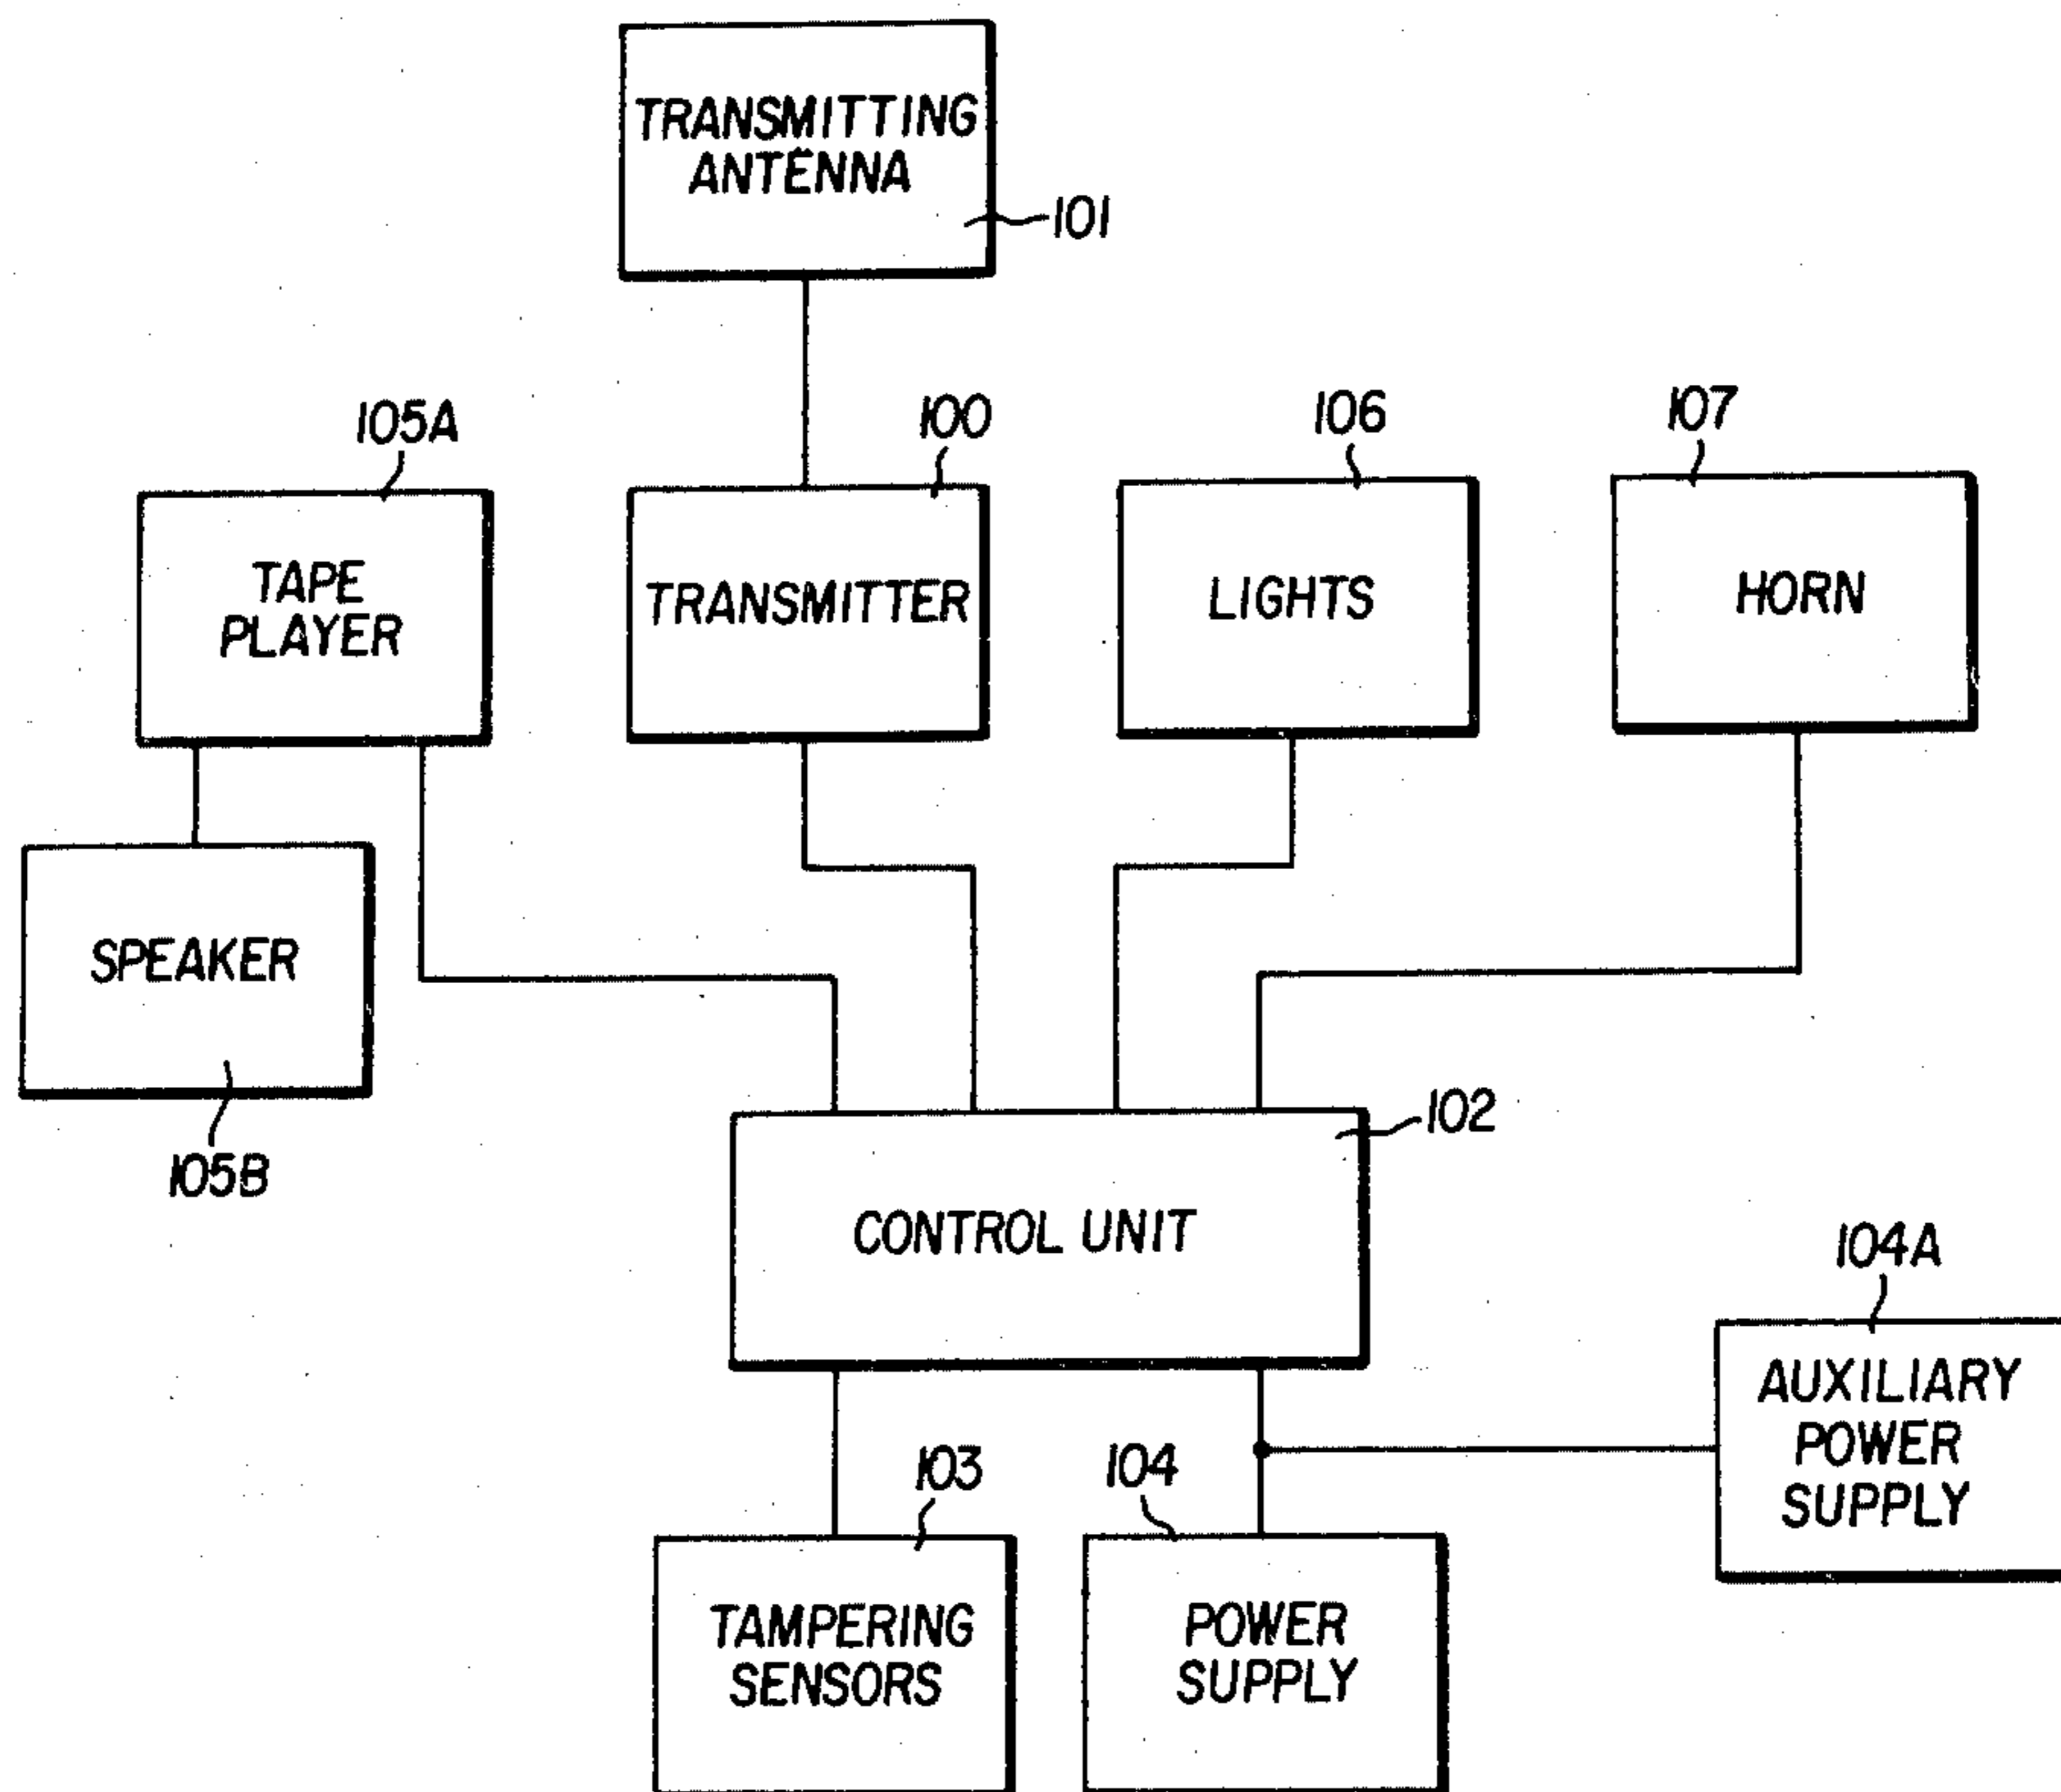 TRANSMITTING
ANTENNA
101
105A
100
106
107
TAPE
PLAYER
TRANSMITTER
LIGHTS
HORN
SPEAKER
105B
102
CONTROL UNIT
104A
AUXILIARY
POWER
SUPPLY
103
104
TAMPERING
SENSORS
POWER
SUPPLY